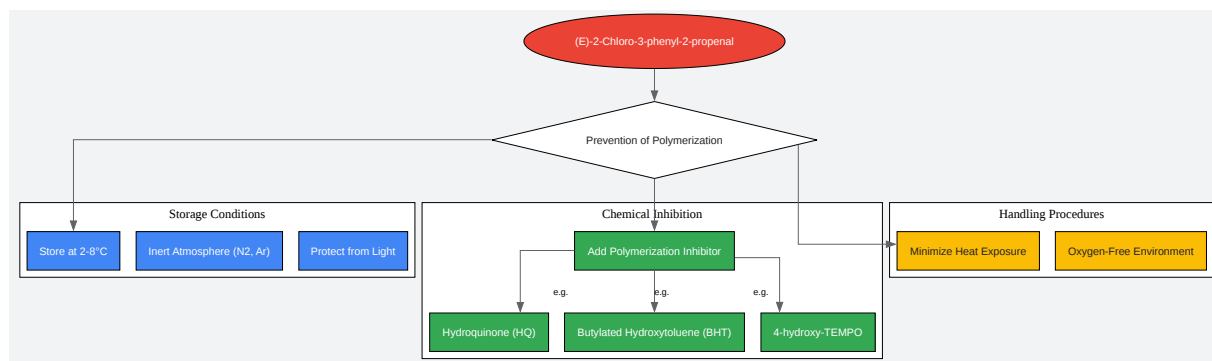 (E)-2-Chloro-3-phenyl-2-propenal
Prevention of Polymerization
Storage Conditions
Store at 2-8°C
Inert Atmosphere (N2, Ar)
Protect from Light
Chemical Inhibition
Add Polymerization Inhibitor
e.g.
e.g.
e.g.
Hydroquinone (HQ)
Butylated Hydroxytoluene (BHT)
4-hydroxy-TEMPO
Handling Procedures
Minimize Heat Exposure
Oxygen-Free Environment